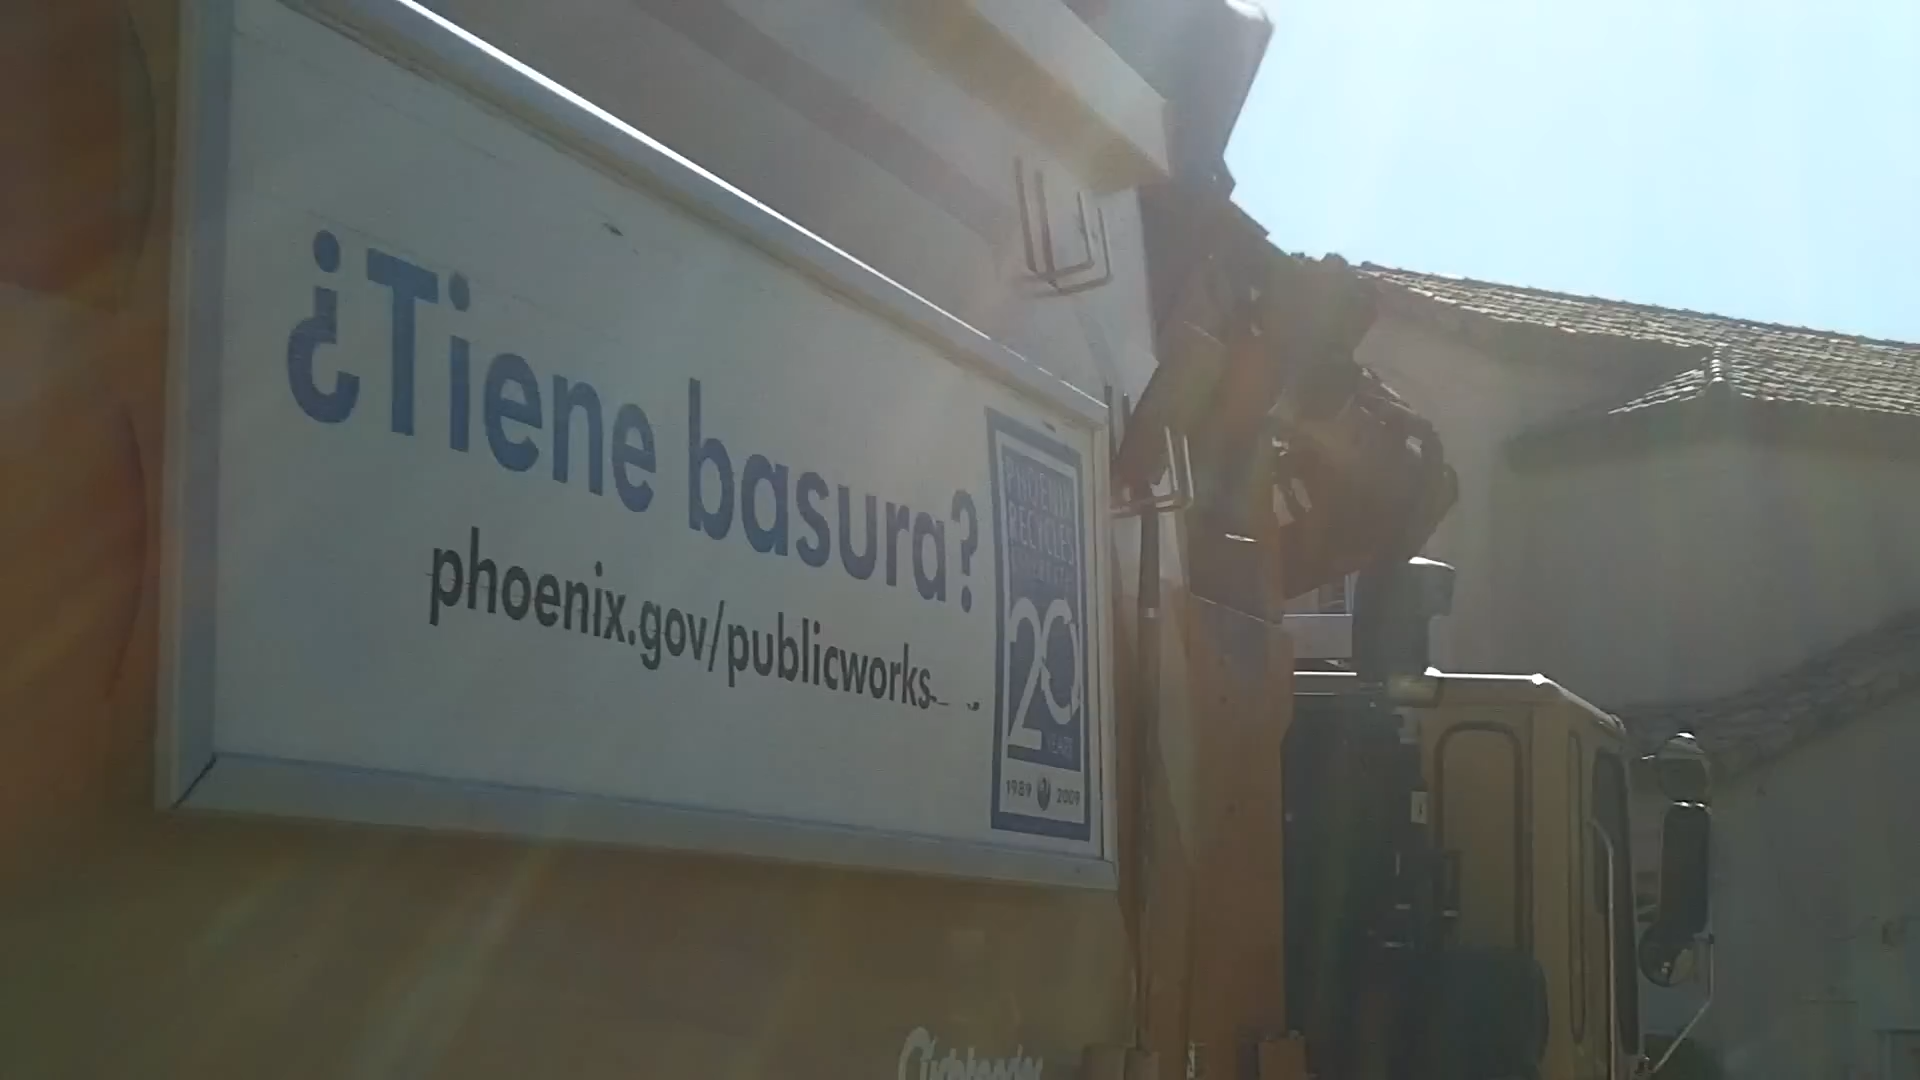 ¿Tiene basura?
phoenix.gov/publicworks
PHOENIX
RECYCLES
20
YEARS
1989 2009